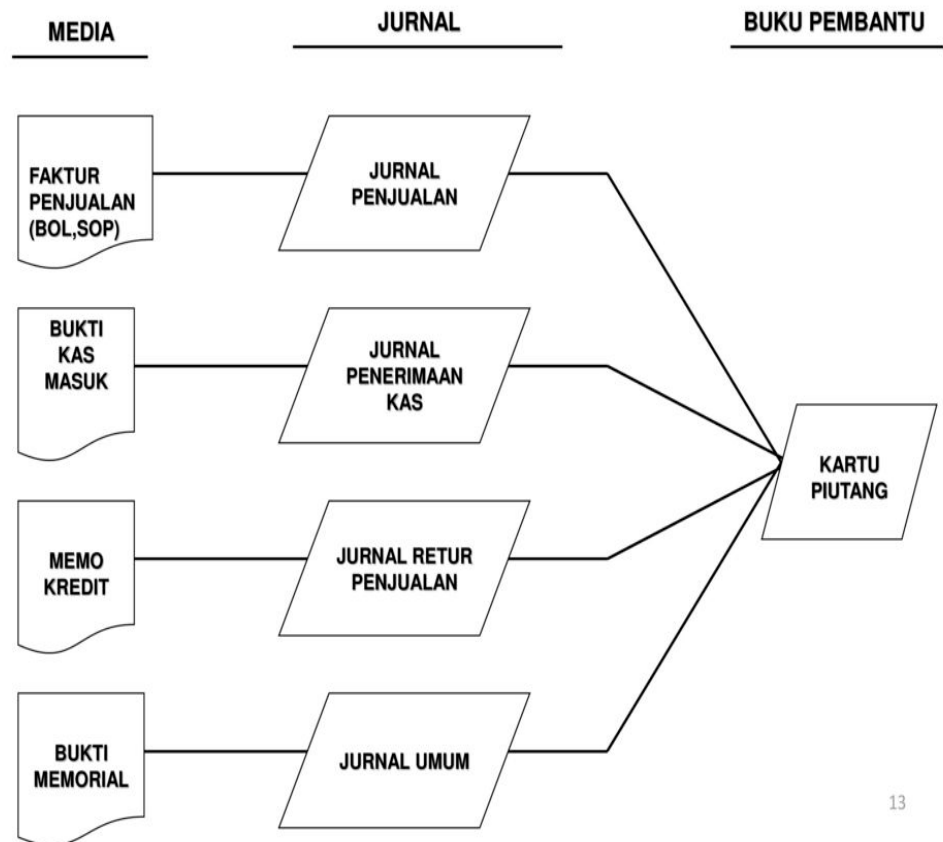 MEDIA
JURNAL
BUKU PEMBANTU
FAKTUR
PENJUALAN
(BOL,SOP)
JURNAL
PENJUALAN
BUKTI
KAS
MASUK
JURNAL
PENERIMAAN
KAS
KARTU
PIUTANG
MEMO
KREDIT
JURNAL RETUR
PENJUALAN
BUKTI
MEMORIAL
JURNAL UMUM
13